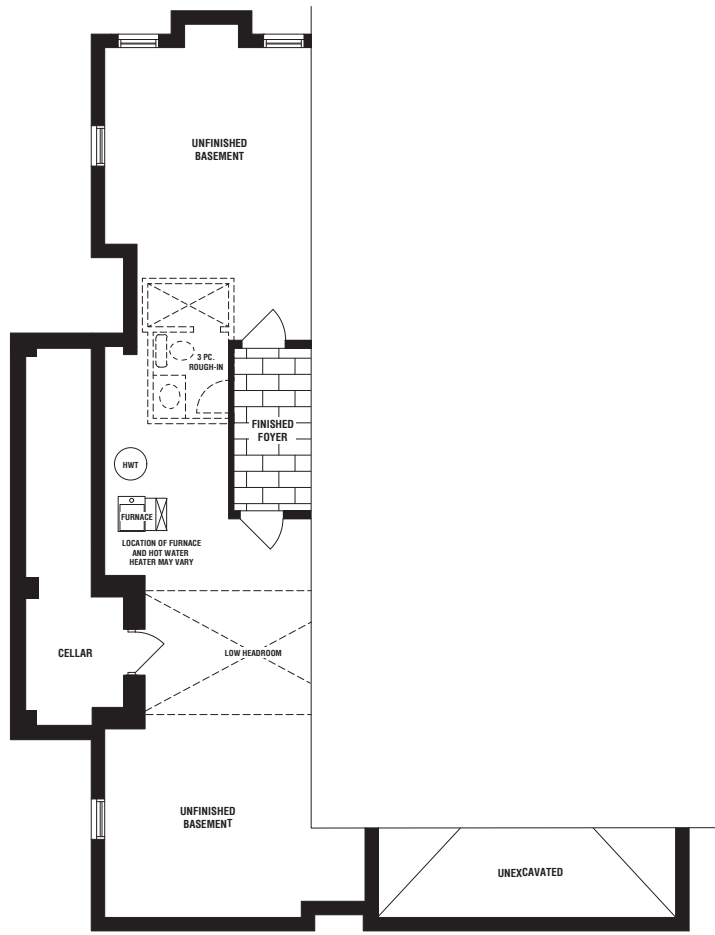 UNFINISHED
BASEMENT
3 PC.
ROUGH-IN
FINISHED
FOYER
HWT
FURNACE
LOCATION OF FURNACE
AND HOT WATER
HEATER MAY VARY
CELLAR
LOW HEADROOM
UNFINISHED
BASEMENT
UNEXCAVATED